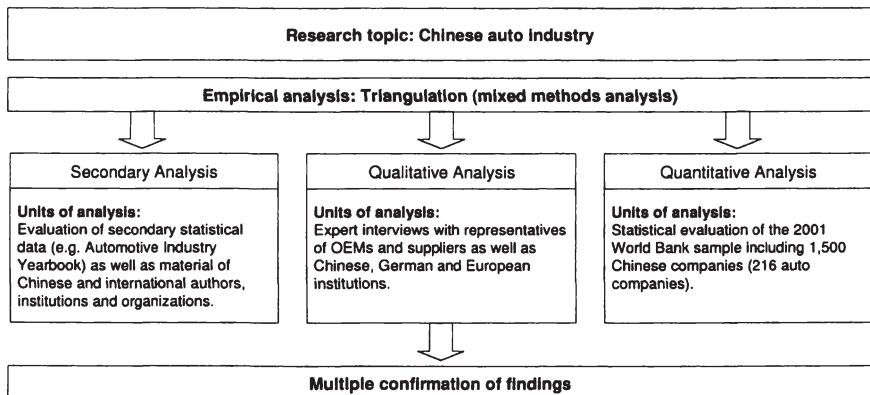 Research topic: Chinese auto industry
Empirical analysis: Triangulation (mixed methods analysis)
Secondary Analysis
Units of analysis:
Evaluation of secondary statistical
data (e.g. Automotive Industry
Yearbook) as well as material of
Chinese and international authors,
institutions and organizations.
Qualitative Analysis
Units of analysis:
Expert interviews with representatives
of OEMs and suppliers as well as
Chinese, German and European
institutions.
Quantitative Analysis
Units of analysis:
Statistical evaluation of the 2001
World Bank sample including 1,500
Chinese companies (216 auto
companies).
Multiple confirmation of findings